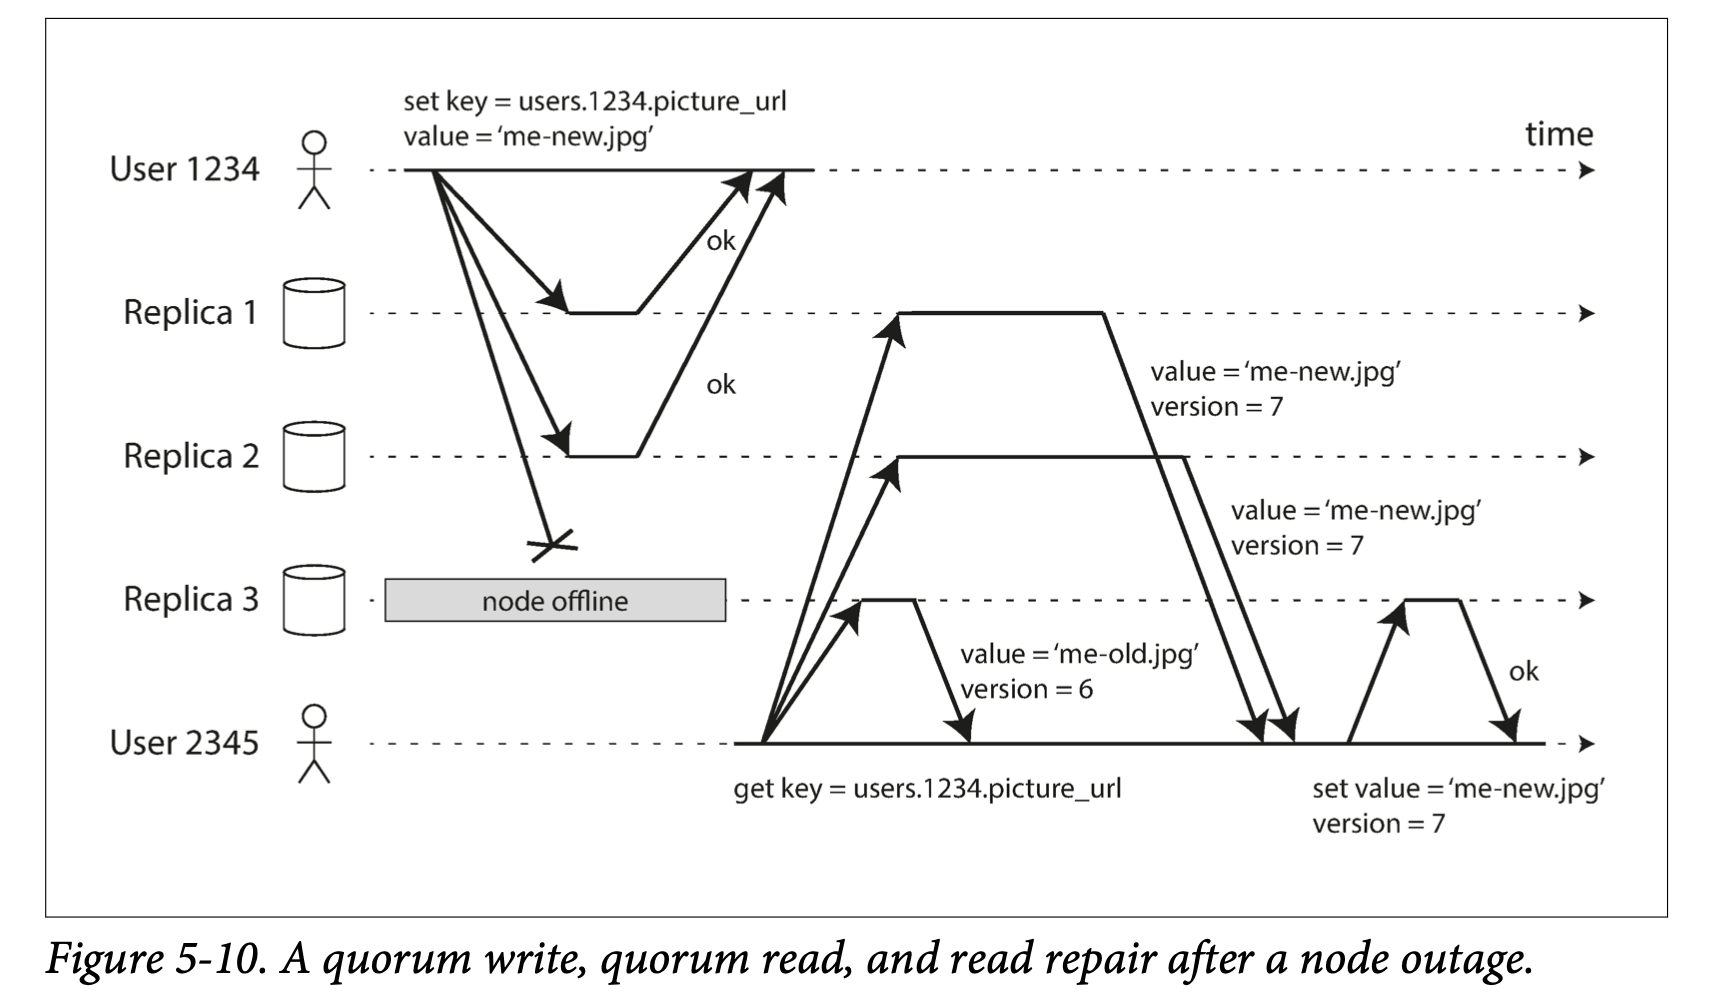 set key = users.1234.picture_url
value = ‘me-new.jpg’
time
User 1234
ok
Replica 1
value = ‘me-new.jpg’
version = 7
ok
Replica 2
value = ‘me-new.jpg’
version = 7
Replica 3
node offline
value = ‘me-old.jpg’
version = 6
ok
User 2345
get key = users.1234.picture_url
set value = ‘me-new.jpg’
version = 7
Figure 5-10. A quorum write, quorum read, and read repair after a node outage.